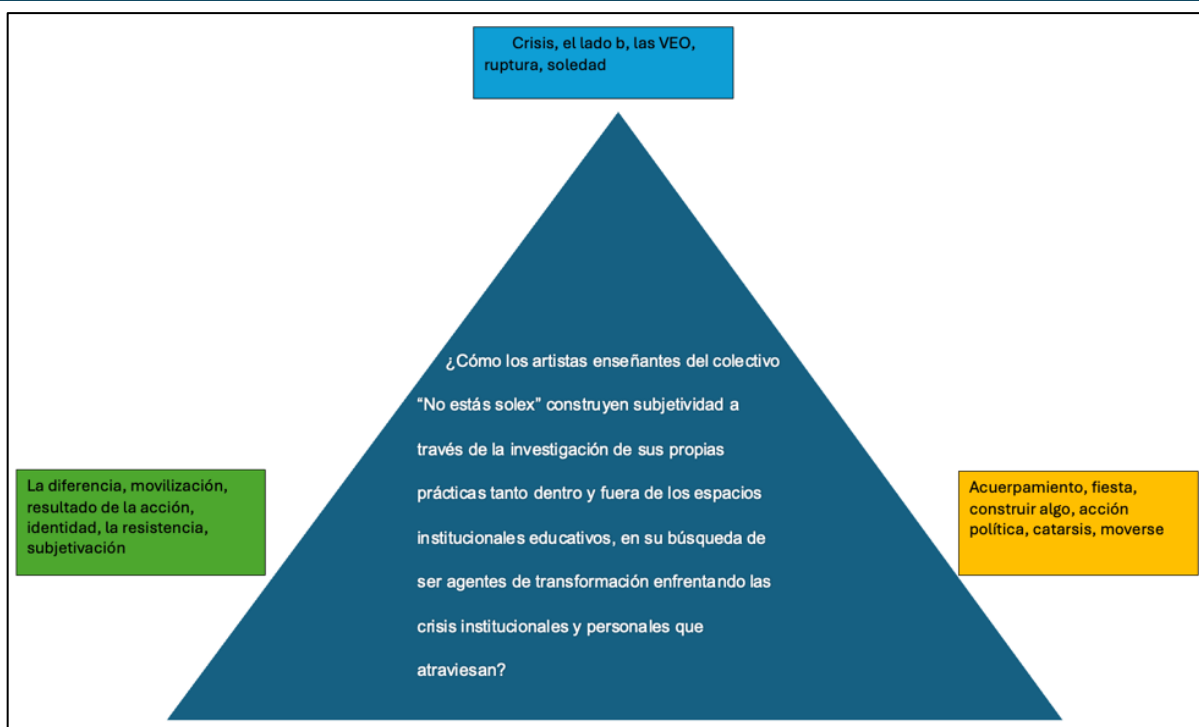 Crisis, el lado b, las VEO,
ruptura, soledad
¿Cómo los artistas enseñantes del colectivo
“No estás solex” construyen subjetividad a
través de la investigación de sus propias
prácticas tanto dentro y fuera de los espacios
institucionales educativos, en su búsqueda de
ser agentes de transformación enfrentando las
crisis institucionales y personales que
atraviesan?
La diferencia, movilización,
resultado de la acción,
identidad, la resistencia,
subjetivación
Acuerpamiento, fiesta,
construir algo, acción
política, catarsis, moverse